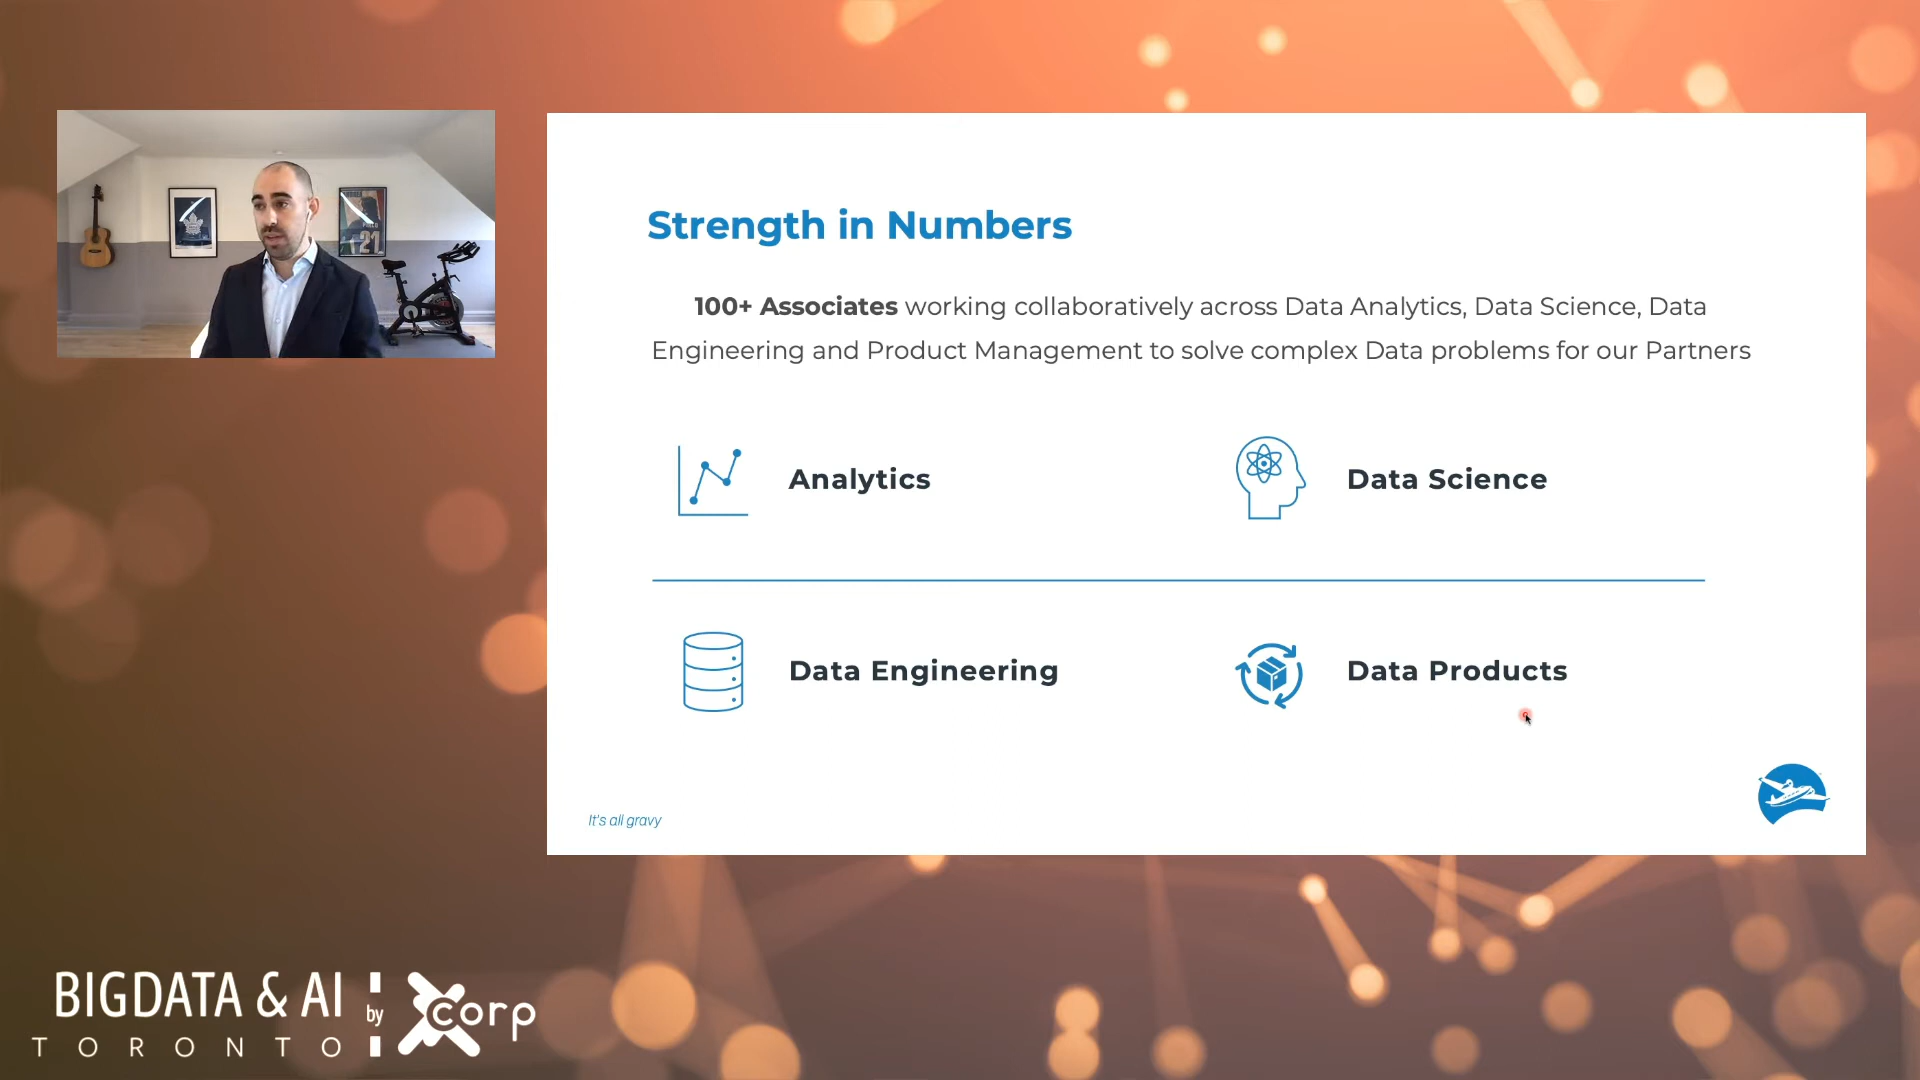 Strength in Numbers
100+ Associates working collaboratively across Data Analytics, Data Science, Data
Engineering and Product Management to solve complex Data problems for our Partners
Analytics
Data Science
Data Engineering
Data Products
It's all gravy
21
BIGDATA & AI
TORONTO
by
corp